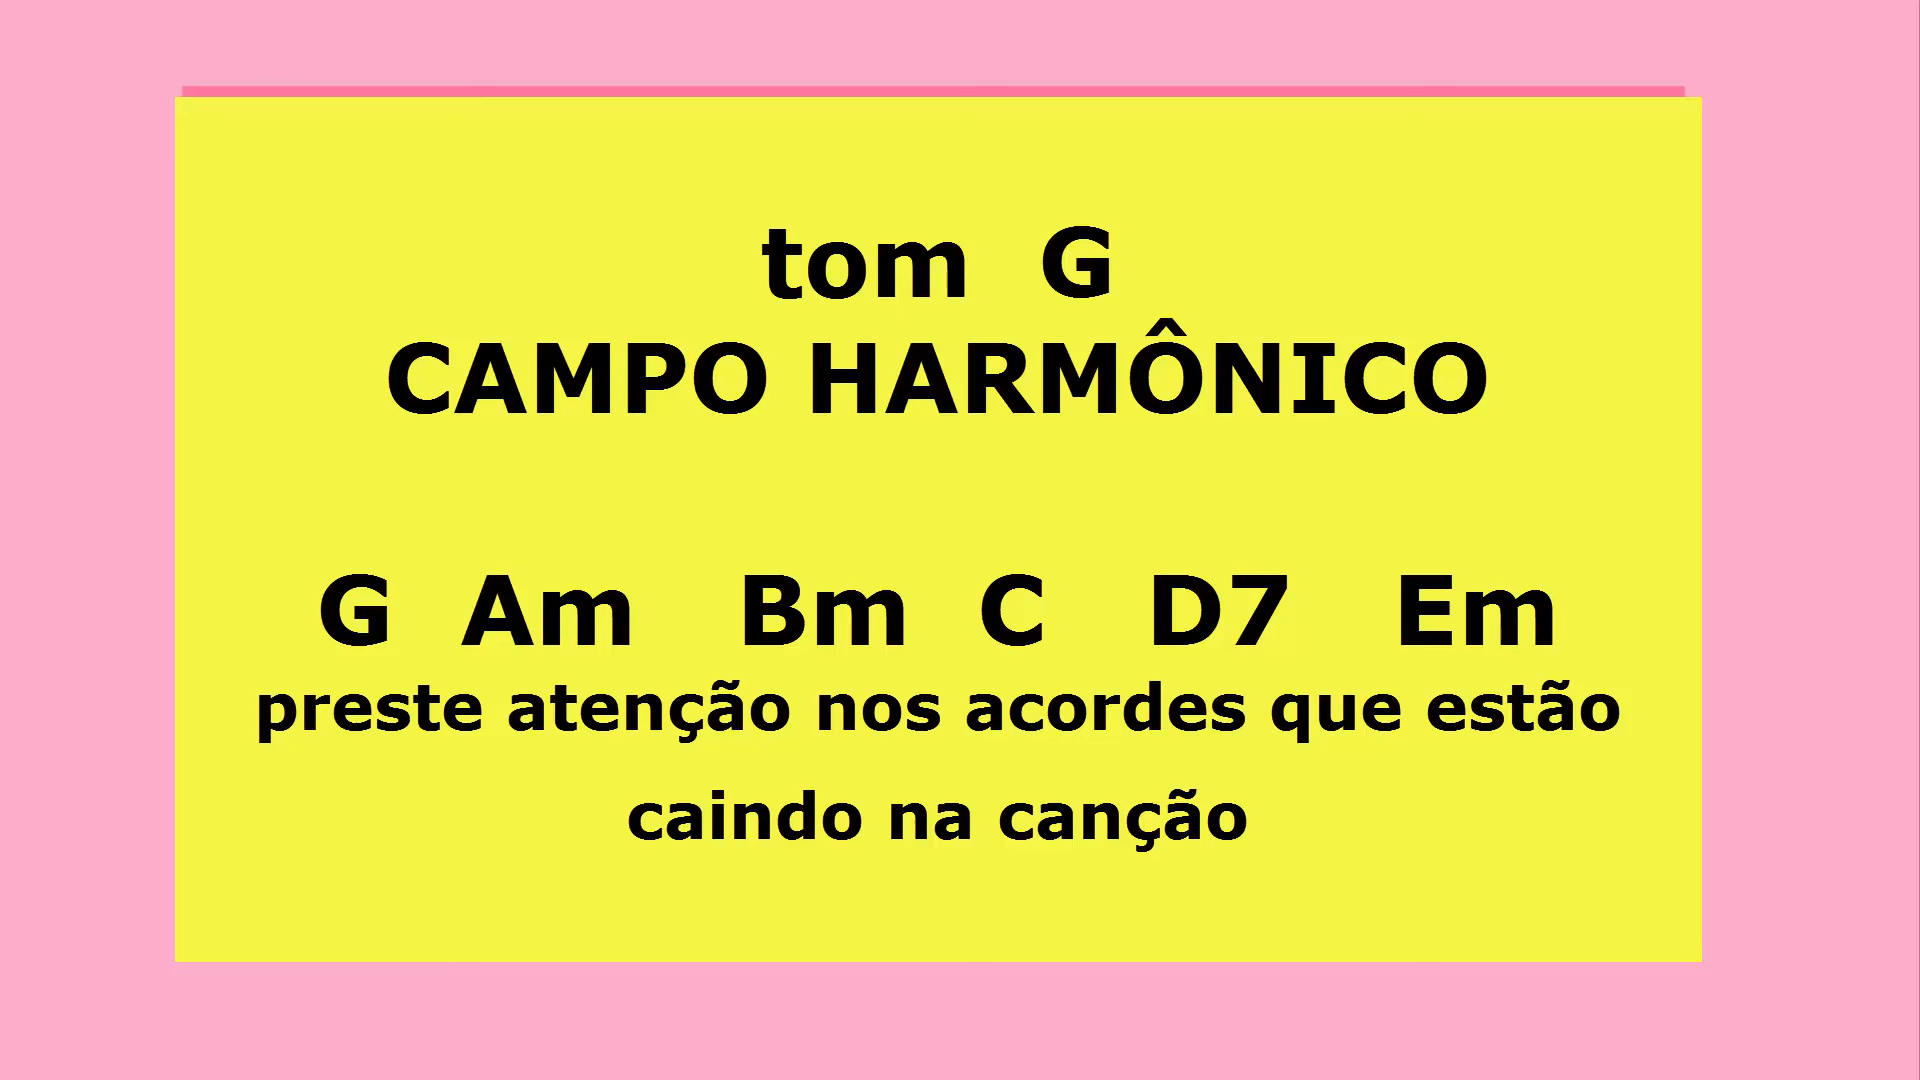 tom G
CAMPO HARMÔNICO
G Am Bm C D7 Em
preste atenção nos acordes que estão
caindo na canção